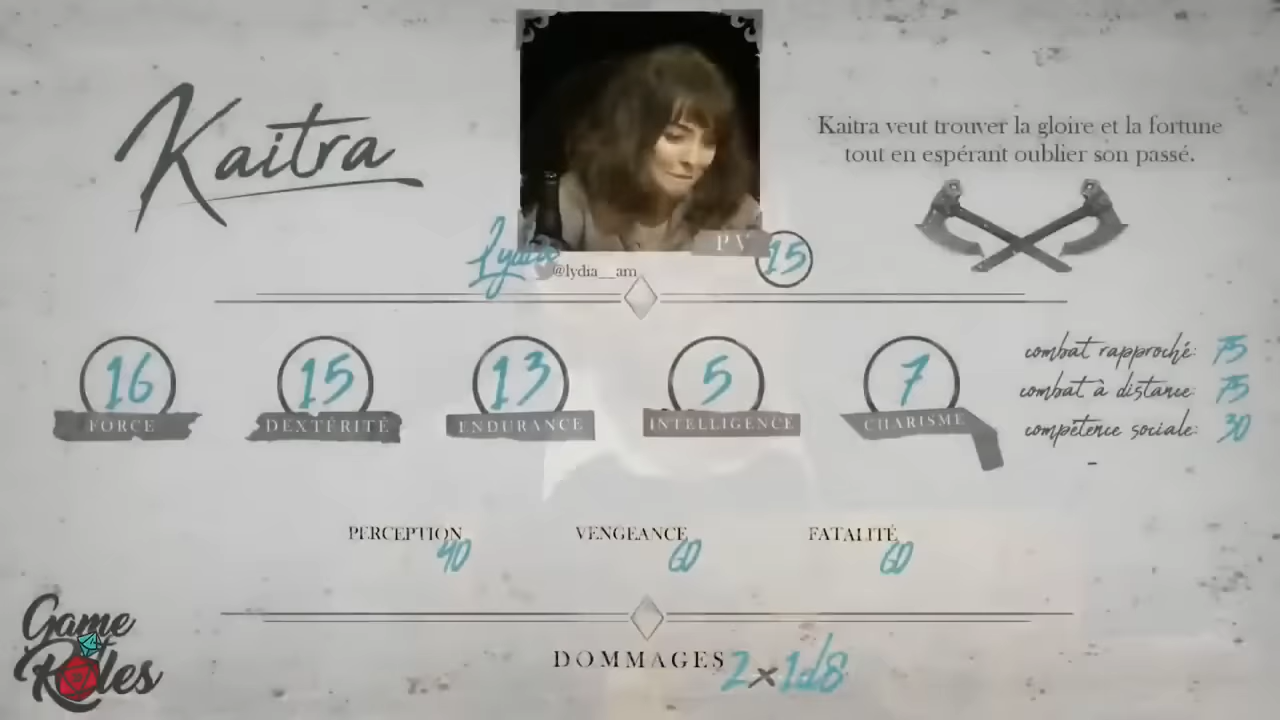 Kaitra
Kaitra veut trouver la gloire et la fortune
tout en espérant oublier son passé.
Lydia
@lydia__am
PV 15
16
FORCE
15
DEXTÉRITÉ
13
ENDURANCE
5
INTELLIGENCE
7
CHARISME
combat rapproché: 75
combat à distance: 75
compétence sociale: 30
-
PERCEPTION
40
VENGEANCE
60
FATALITÉ
60
DOMMAGES 2x1d8
Game of Roles